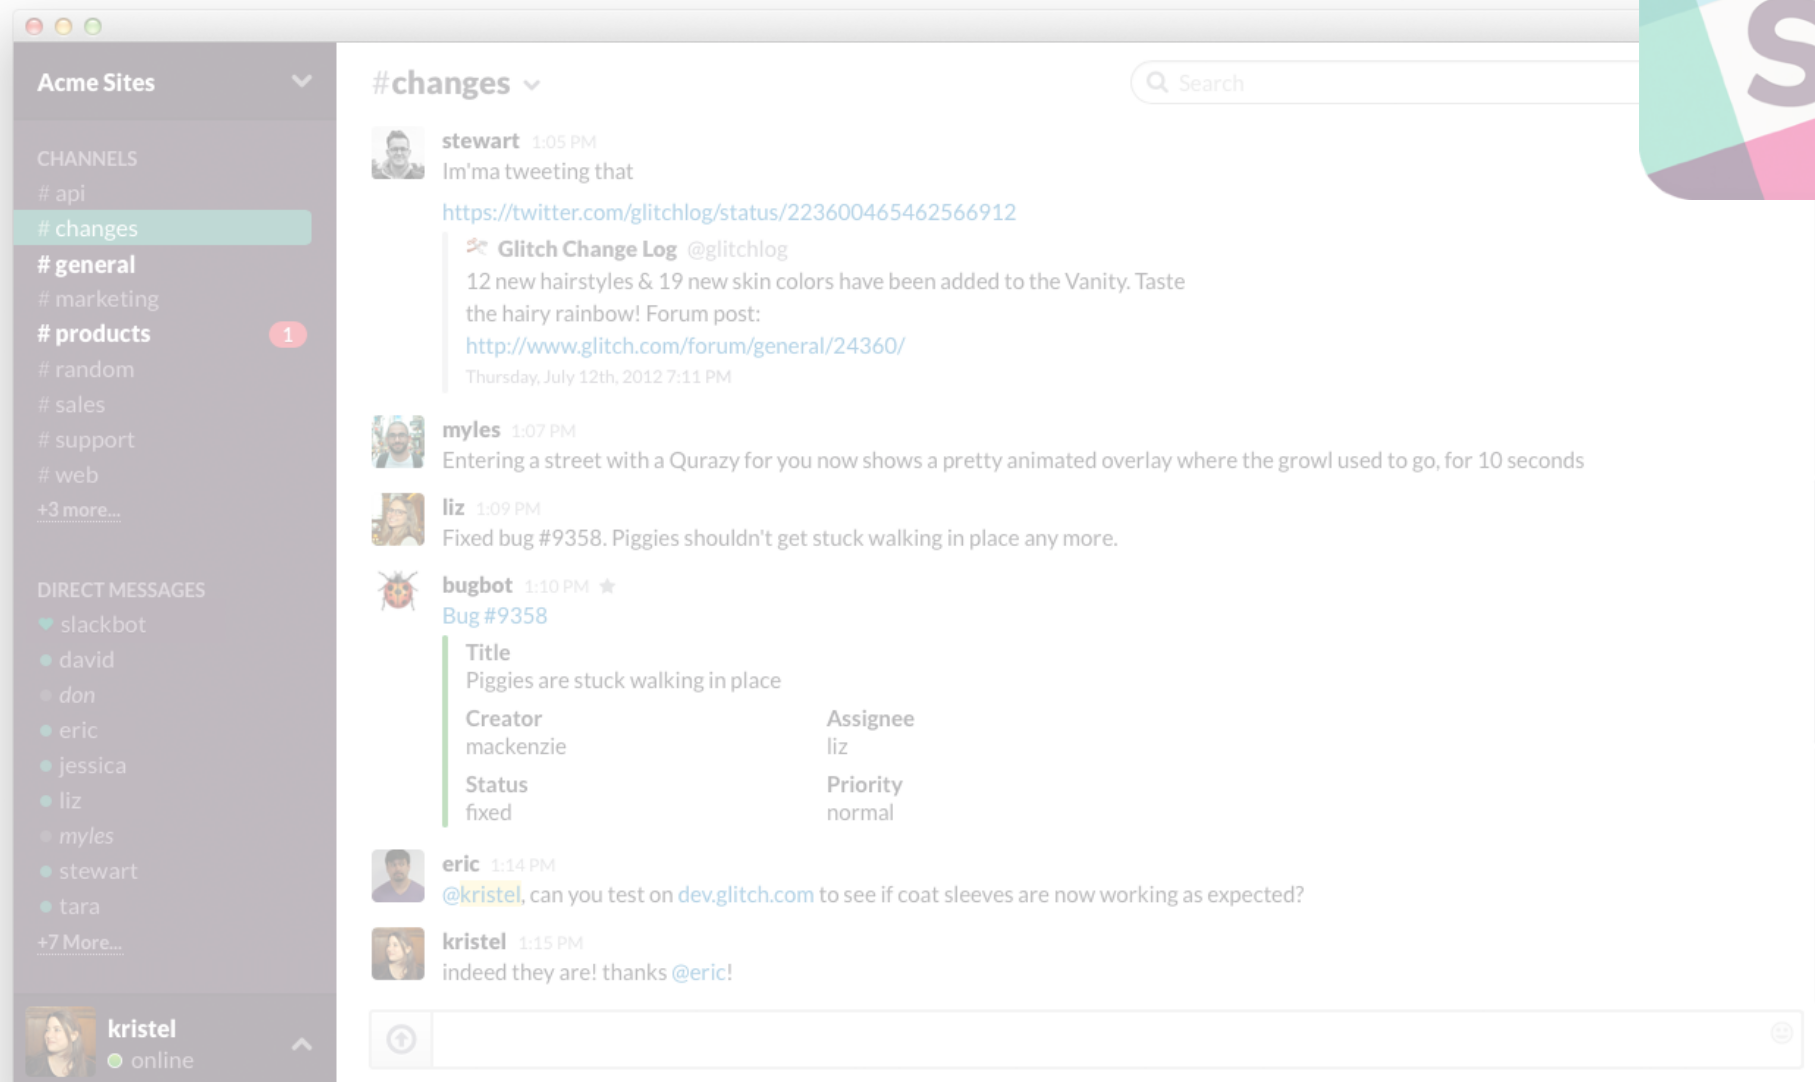 Acme Sites
CHANNELS
# api
# changes
# general
# marketing
# products 1
# random
# sales
# support
# web
+3 more...
DIRECT MESSAGES
slackbot
david
don
eric
jessica
liz
myles
stewart
tara
+7 More...
kristel
online
#changes
Search
S
stewart 1:05 PM
Im'ma tweeting that
https://twitter.com/glitchlog/status/223600465462566912
Glitch Change Log @glitchlog
12 new hairstyles & 19 new skin colors have been added to the Vanity. Taste
the hairy rainbow! Forum post:
http://www.glitch.com/forum/general/24360/
Thursday, July 12th, 2012 7:11 PM
myles 1:07 PM
Entering a street with a Qurazy for you now shows a pretty animated overlay where the growl used to go, for 10 seconds
liz 1:09 PM
Fixed bug #9358. Piggies shouldn't get stuck walking in place any more.
bugbot 1:10 PM
Bug #9358
Title
Piggies are stuck walking in place
Creator Assignee
mackenzie liz
Status Priority
fixed normal
eric 1:14 PM
@kristel, can you test on dev.glitch.com to see if coat sleeves are now working as expected?
kristel 1:15 PM
indeed they are! thanks @eric!